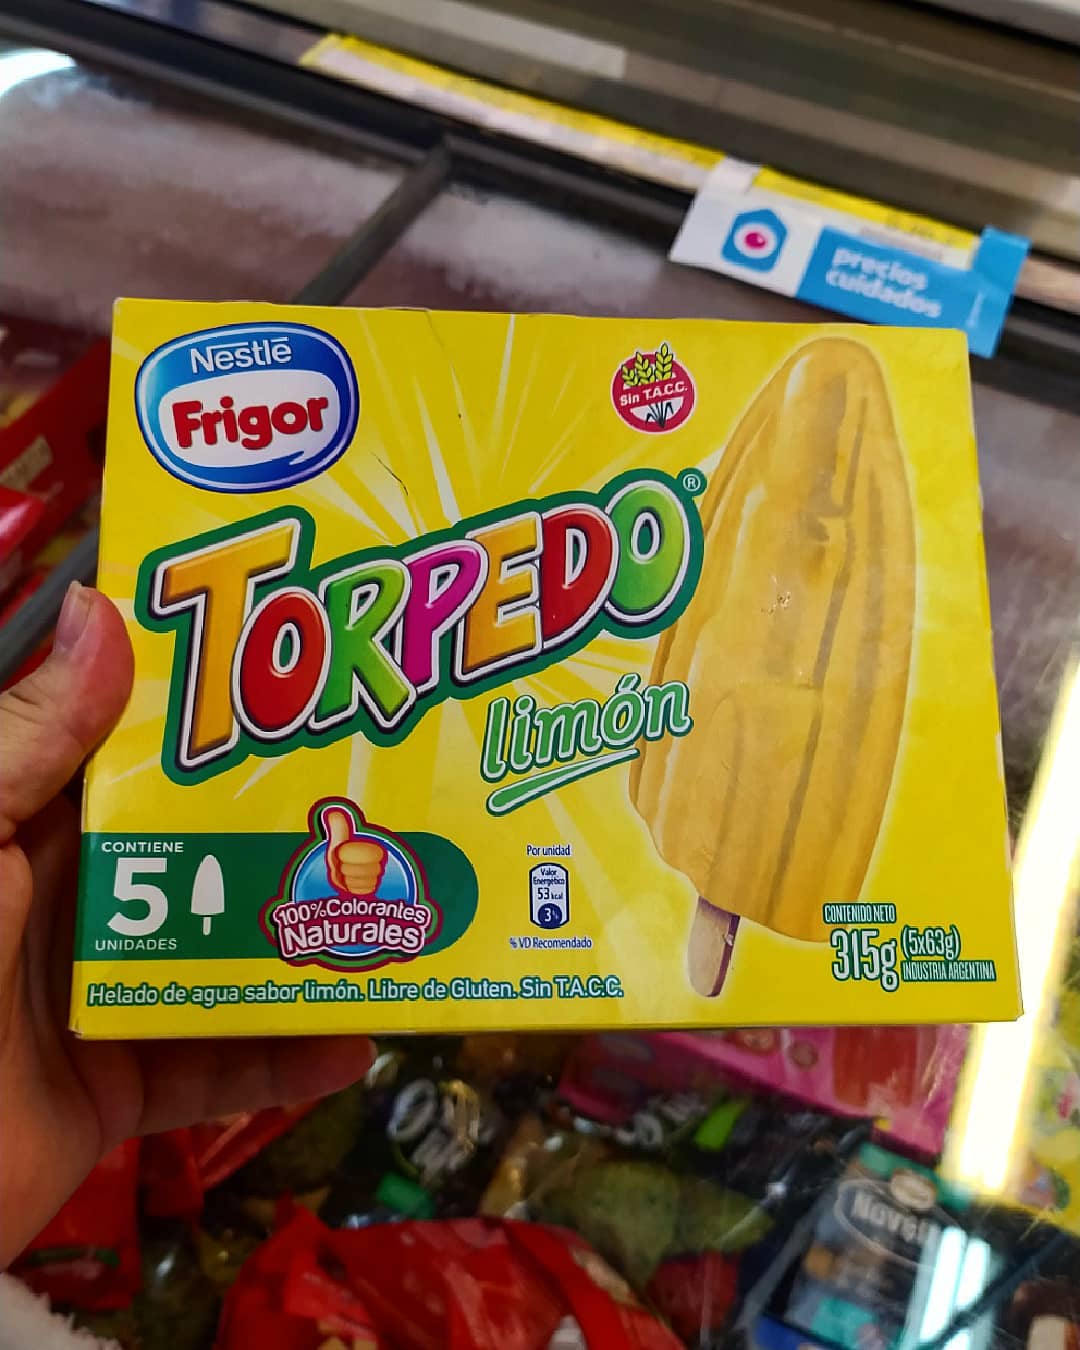 precios
cuidados
Nestlé
Frigor
Sin T.A.C.C.
TORPEDO®
limón
CONTIENE
5
UNIDADES
100% Colorantes
Naturales
Por unidad
Valor
Energético
53 kcal
3%
% VD Recomendado
CONTENIDO NETO
315g (5x63g)
INDUSTRIA ARGENTINA
Helado de agua sabor limón. Libre de Gluten. Sin T.A.C.C.